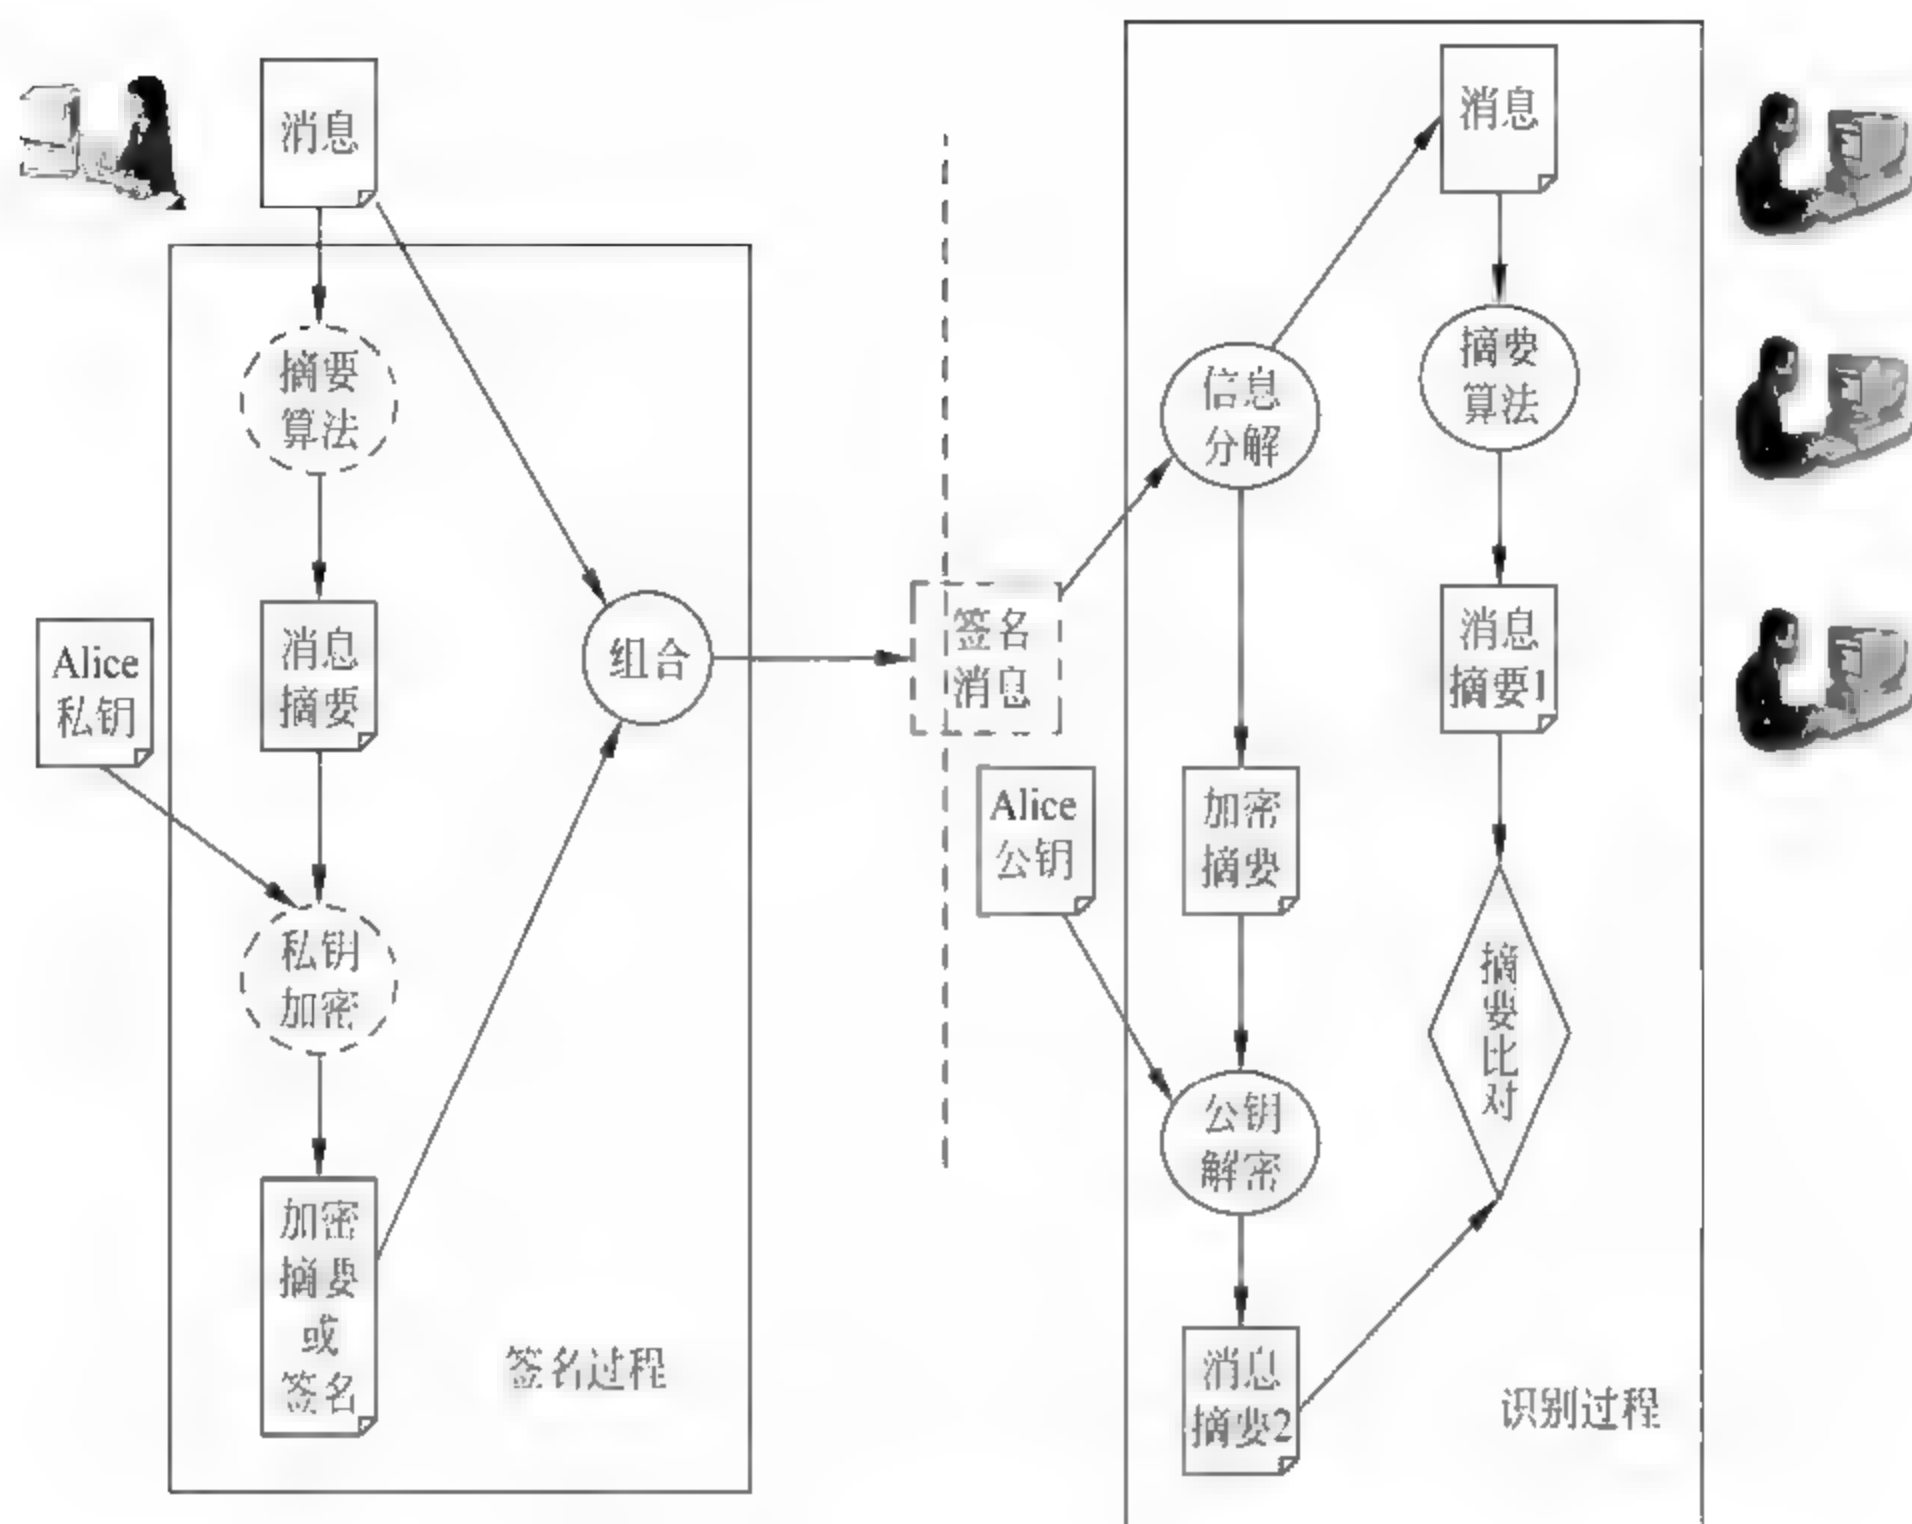 消息
摘要
算法
Alice
私钥
消息
摘要
私钥
加密
加密
摘要
或
签名
组合
签名过程
签名
消息
Alice
公钥
信息
分解
加密
摘要
公钥
解密
消息
摘要2
消息
摘要
算法
消息
摘要1
摘
要
比
对
识别过程